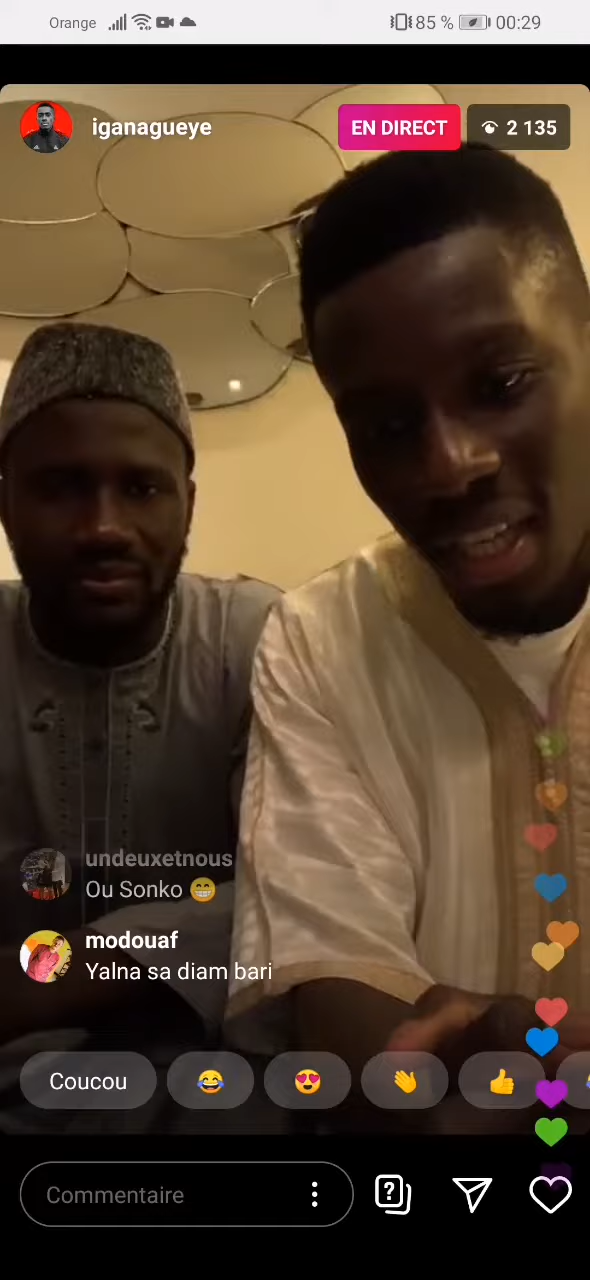 Orange 85 % 00:29
iganagueye EN DIRECT 2 135
undeuxetnous
Ou Sonko 😁
modouaf
Yalna sa diam bari
Coucou 😂 😍 👋 👍
Commentaire